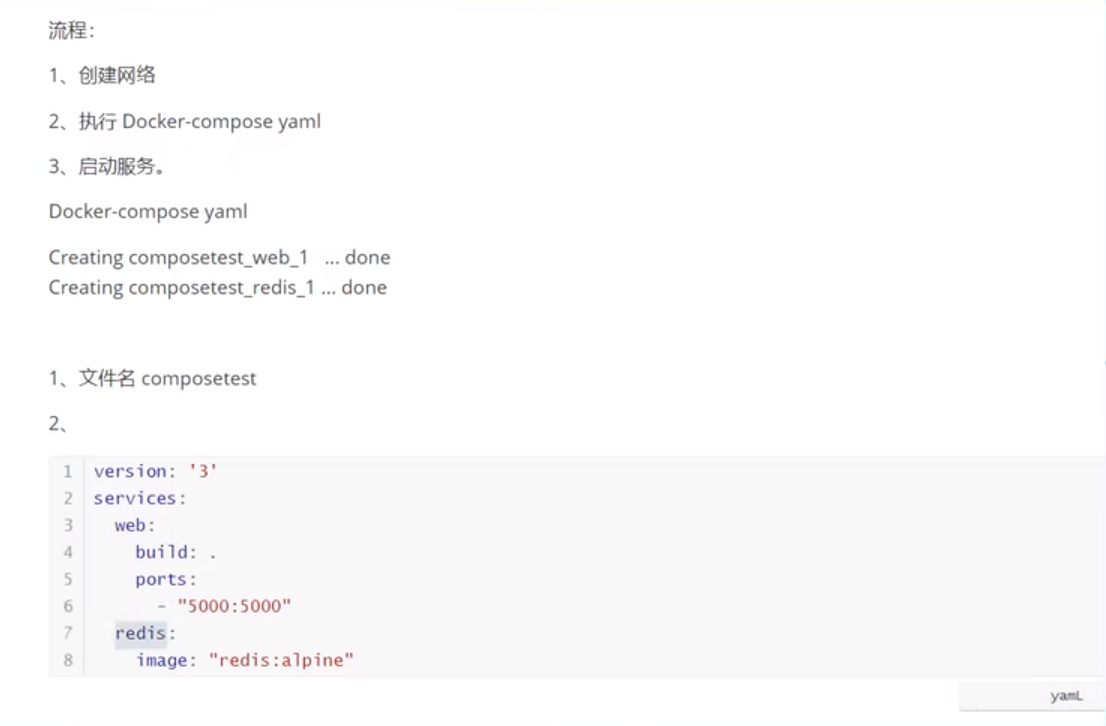 流程：
1、创建网络
2、执行 Docker-compose yaml
3、启动服务。
Docker-compose yaml
Creating composetest_web_1   ... done
Creating composetest_redis_1 ... done
1、文件名 composetest
2、
1 version: '3'
2 services:
3   web:
4     build: .
5     ports:
6       - "5000:5000"
7   redis:
8     image: "redis:alpine"
yaml